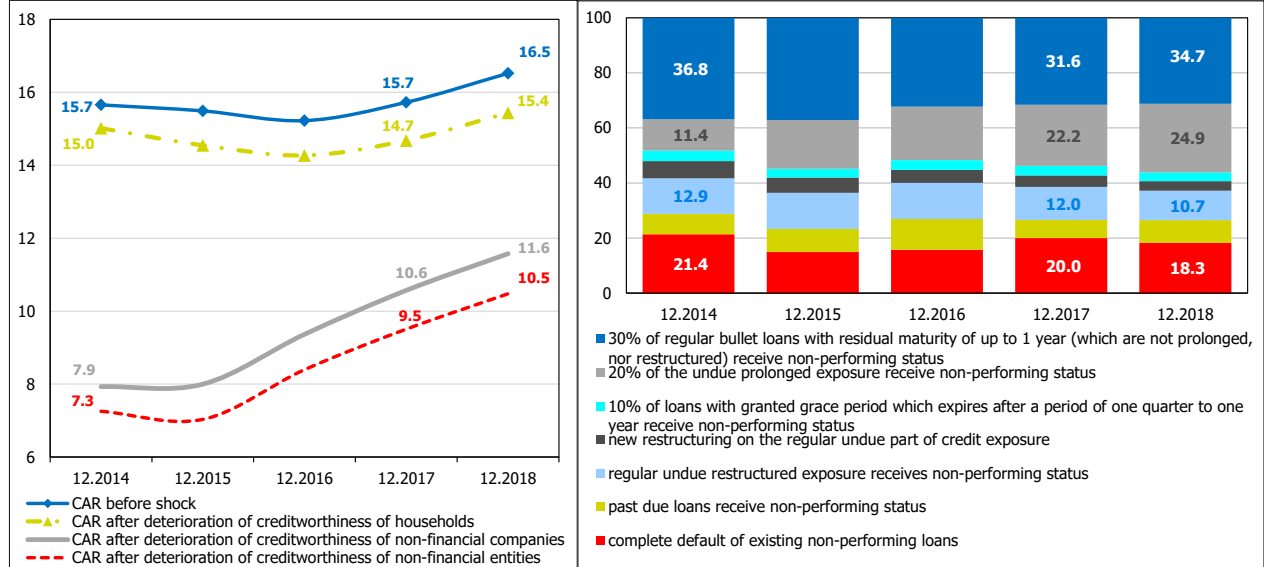 18
16
14
12
10
8
6
15.7
15.7
16.5
15.0
14.7
15.4
7.9
10.6
11.6
7.3
9.5
10.5
12.2014 12.2015 12.2016 12.2017 12.2018
CAR before shock
CAR after deterioration of creditworthiness of households
CAR after deterioration of creditworthiness of non-financial companies
CAR after deterioration of creditworthiness of non-financial entities
100
80
60
40
20
0
36.8 31.6 34.7
11.4 22.2 24.9
12.9 12.0 10.7
21.4 20.0 18.3
12.2014 12.2015 12.2016 12.2017 12.2018
30% of regular bullet loans with residual maturity of up to 1 year (which are not prolonged,
nor restructured) receive non-performing status
20% of the undue prolonged exposure receive non-performing status
10% of loans with granted grace period which expires after a period of one quarter to one
year receive non-performing status
new restructuring on the regular undue part of credit exposure
regular undue restructured exposure receives non-performing status
past due loans receive non-performing status
complete default of existing non-performing loans